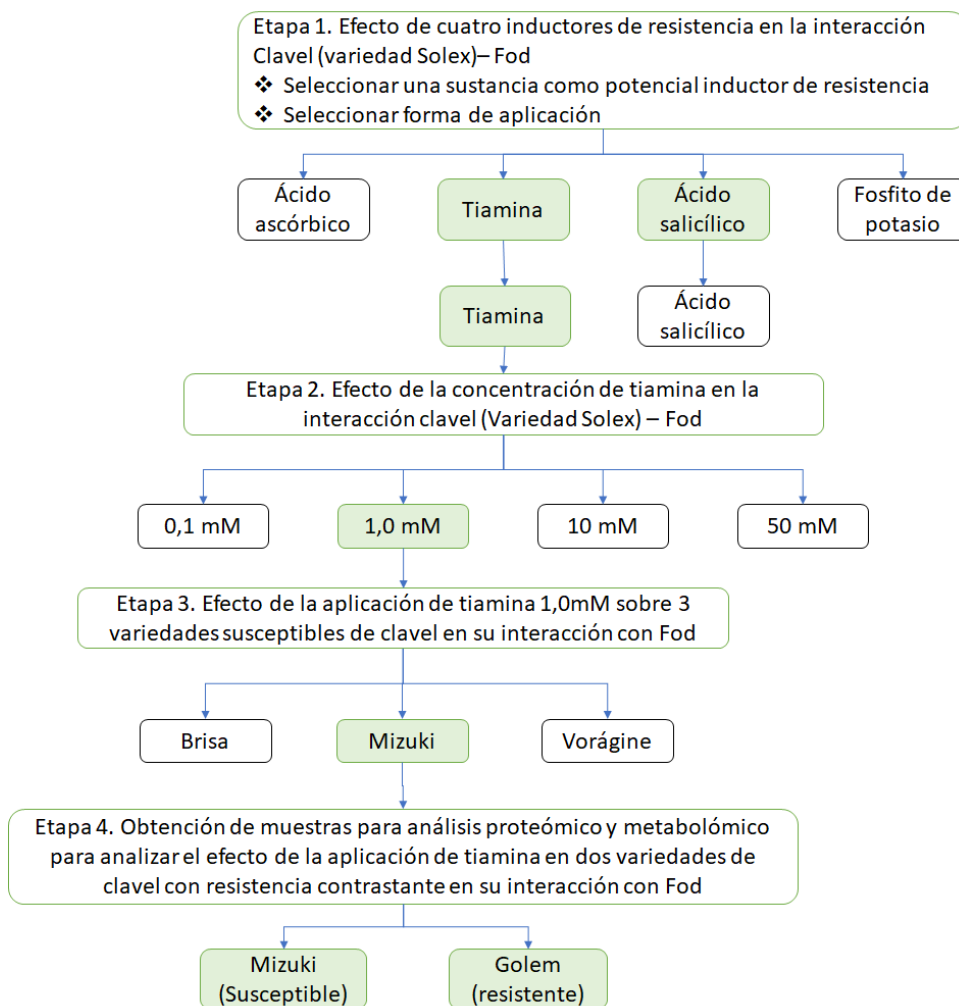 Etapa 1. Efecto de cuatro inductores de resistencia en la interacción
Clavel (variedad Solex)– Fod
❖ Seleccionar una sustancia como potencial inductor de resistencia
❖ Seleccionar forma de aplicación
Ácido
ascórbico
Tiamina
Ácido
salicílico
Fosfito de
potasio
Tiamina
Ácido
salicílico
Etapa 2. Efecto de la concentración de tiamina en la
interacción clavel (Variedad Solex) – Fod
0,1 mM
1,0 mM
10 mM
50 mM
Etapa 3. Efecto de la aplicación de tiamina 1,0mM sobre 3
variedades susceptibles de clavel en su interacción con Fod
Brisa
Mizuki
Vorágine
Etapa 4. Obtención de muestras para análisis proteómico y metabolómico
para analizar el efecto de la aplicación de tiamina en dos variedades de
clavel con resistencia contrastante en su interacción con Fod
Mizuki
(Susceptible)
Golem
(resistente)